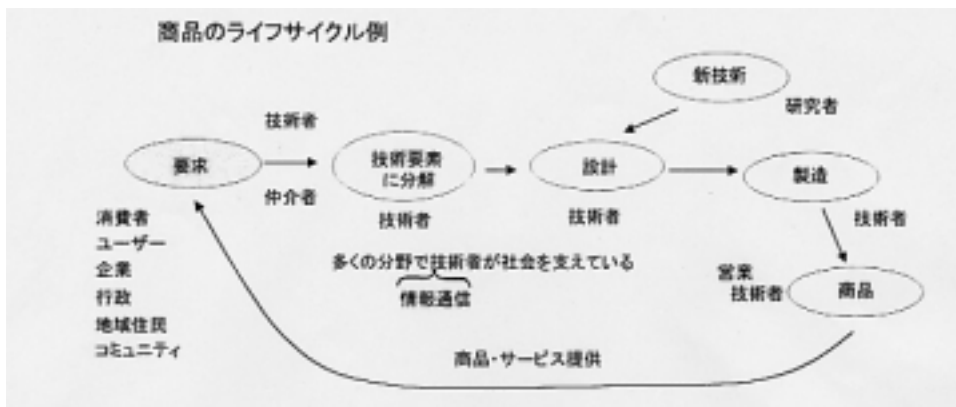 商品のライフサイクル例
新技術
研究者
技術者
要求
仲介者
技術要素
に分解
技術者
設計
技術者
製造
技術者
消費者
ユーザー
企業
行政
地域住民
コミュニティ
多くの分野で技術者が社会を支えている
情報通信
営業
技術者
商品
商品・サービス提供